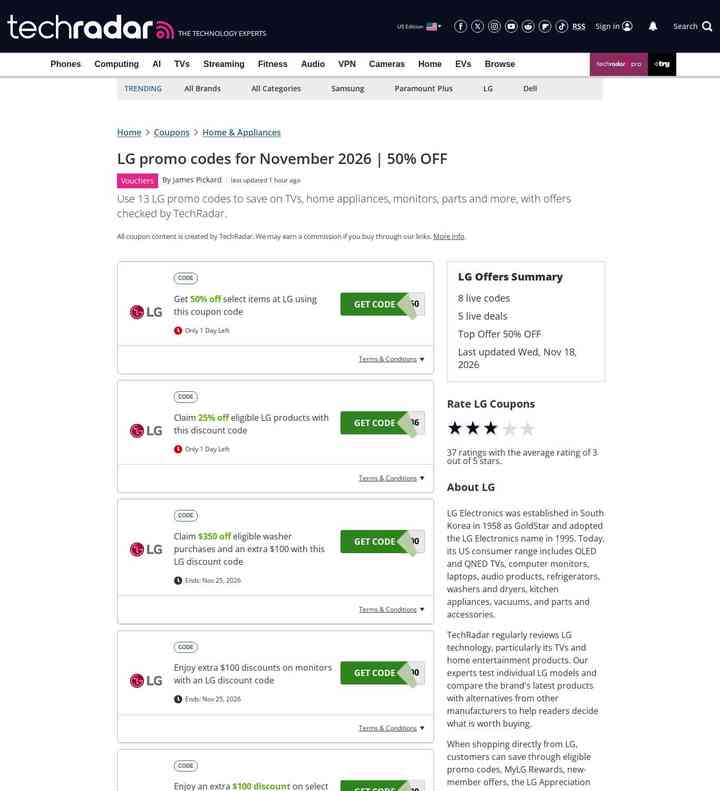 techradar THE TECHNOLOGY EXPERTS
US Edition
RSS
Sign in
Search
Phones Computing AI TVs Streaming Fitness Audio VPN Cameras Home EVs Browse
techradar pro
TRENDING All Brands All Categories Samsung Paramount Plus LG Dell
Home Coupons Home & Appliances
LG promo codes for November 2026 | 50% OFF
Vouchers By James Pickard last updated 1 hour ago
Use 13 LG promo codes to save on TVs, home appliances, monitors, parts and more, with offers
checked by TechRadar.
All coupon content is created by TechRadar. We may earn a commission if you buy through our links. More Info.
CODE
LG
Get 50% off select items at LG using
this coupon code
Only 1 Day Left
GET CODE
Terms & Conditions
CODE
LG
Claim 25% off eligible LG products with
this discount code
Only 1 Day Left
GET CODE
Terms & Conditions
CODE
LG
Claim $350 off eligible washer
purchases and an extra $100 with this
LG discount code
Ends: Nov 25, 2026
GET CODE
Terms & Conditions
CODE
LG
Enjoy extra $100 discounts on monitors
with an LG discount code
Ends: Nov 25, 2026
GET CODE
Terms & Conditions
CODE
Enjoy an extra $100 discount on select
GET CODE
LG Offers Summary
8 live codes
5 live deals
Top Offer 50% OFF
Last updated Wed, Nov 18,
2026
Rate LG Coupons
37 ratings with the average rating of 3
out of 5 stars.
About LG
LG Electronics was established in South
Korea in 1958 as GoldStar and adopted
the LG Electronics name in 1995. Today,
its US consumer range includes OLED
and QNED TVs, computer monitors,
laptops, audio products, refrigerators,
washers and dryers, kitchen
appliances, vacuums, and parts and
accessories.
TechRadar regularly reviews LG
technology, particularly its TVs and
home entertainment products. Our
experts test individual LG models and
compare the brand's latest products
with alternatives from other
manufacturers to help readers decide
what is worth buying.
When shopping directly from LG,
customers can save through eligible
promo codes, MyLG Rewards, new-
member offers, the LG Appreciation